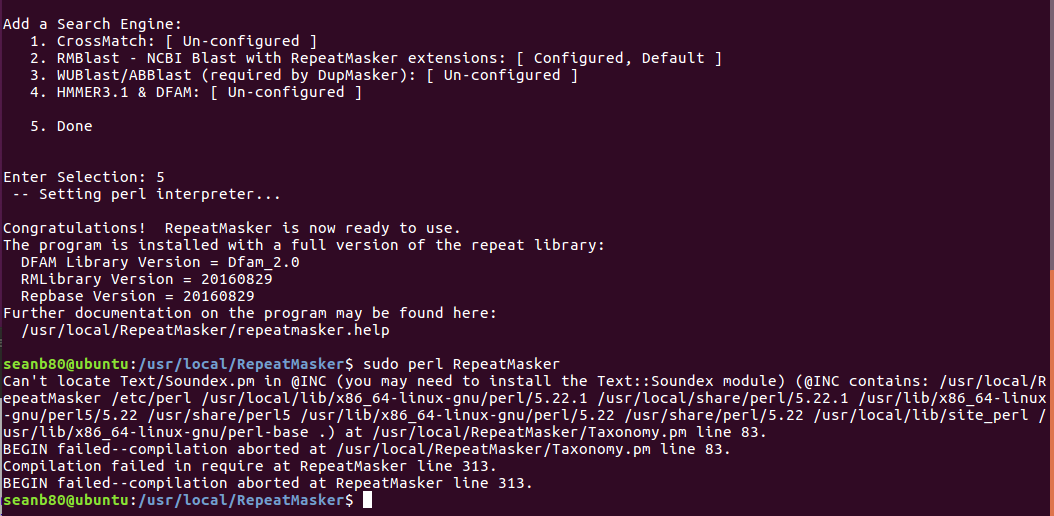 Add a Search Engine:
   1. CrossMatch: [ Un-configured ]
   2. RMBlast - NCBI Blast with RepeatMasker extensions: [ Configured, Default ]
   3. WUBlast/ABBlast (required by DupMasker): [ Un-configured ]
   4. HMMER3.1 & DFAM: [ Un-configured ]
   5. Done
Enter Selection: 5
 -- Setting perl interpreter...
Congratulations!  RepeatMasker is now ready to use.
The program is installed with a full version of the repeat library:
  DFAM Library Version = Dfam_2.0
  RMLibrary Version = 20160829
  Repbase Version = 20160829
Further documentation on the program may be found here:
  /usr/local/RepeatMasker/repeatmasker.help
seanb80@ubuntu:/usr/local/RepeatMasker$ sudo perl RepeatMasker
Can't locate Text/Soundex.pm in @INC (you may need to install the Text::Soundex module) (@INC contains: /usr/local/R
epeatMasker /etc/perl /usr/local/lib/x86_64-linux-gnu/perl/5.22.1 /usr/local/share/perl/5.22.1 /usr/lib/x86_64-linux
-gnu/perl5/5.22 /usr/share/perl5 /usr/lib/x86_64-linux-gnu/perl/5.22 /usr/share/perl/5.22 /usr/local/lib/site_perl /
usr/lib/x86_64-linux-gnu/perl-base .) at /usr/local/RepeatMasker/Taxonomy.pm line 83.
BEGIN failed--compilation aborted at /usr/local/RepeatMasker/Taxonomy.pm line 83.
Compilation failed in require at RepeatMasker line 313.
BEGIN failed--compilation aborted at RepeatMasker line 313.
seanb80@ubuntu:/usr/local/RepeatMasker$